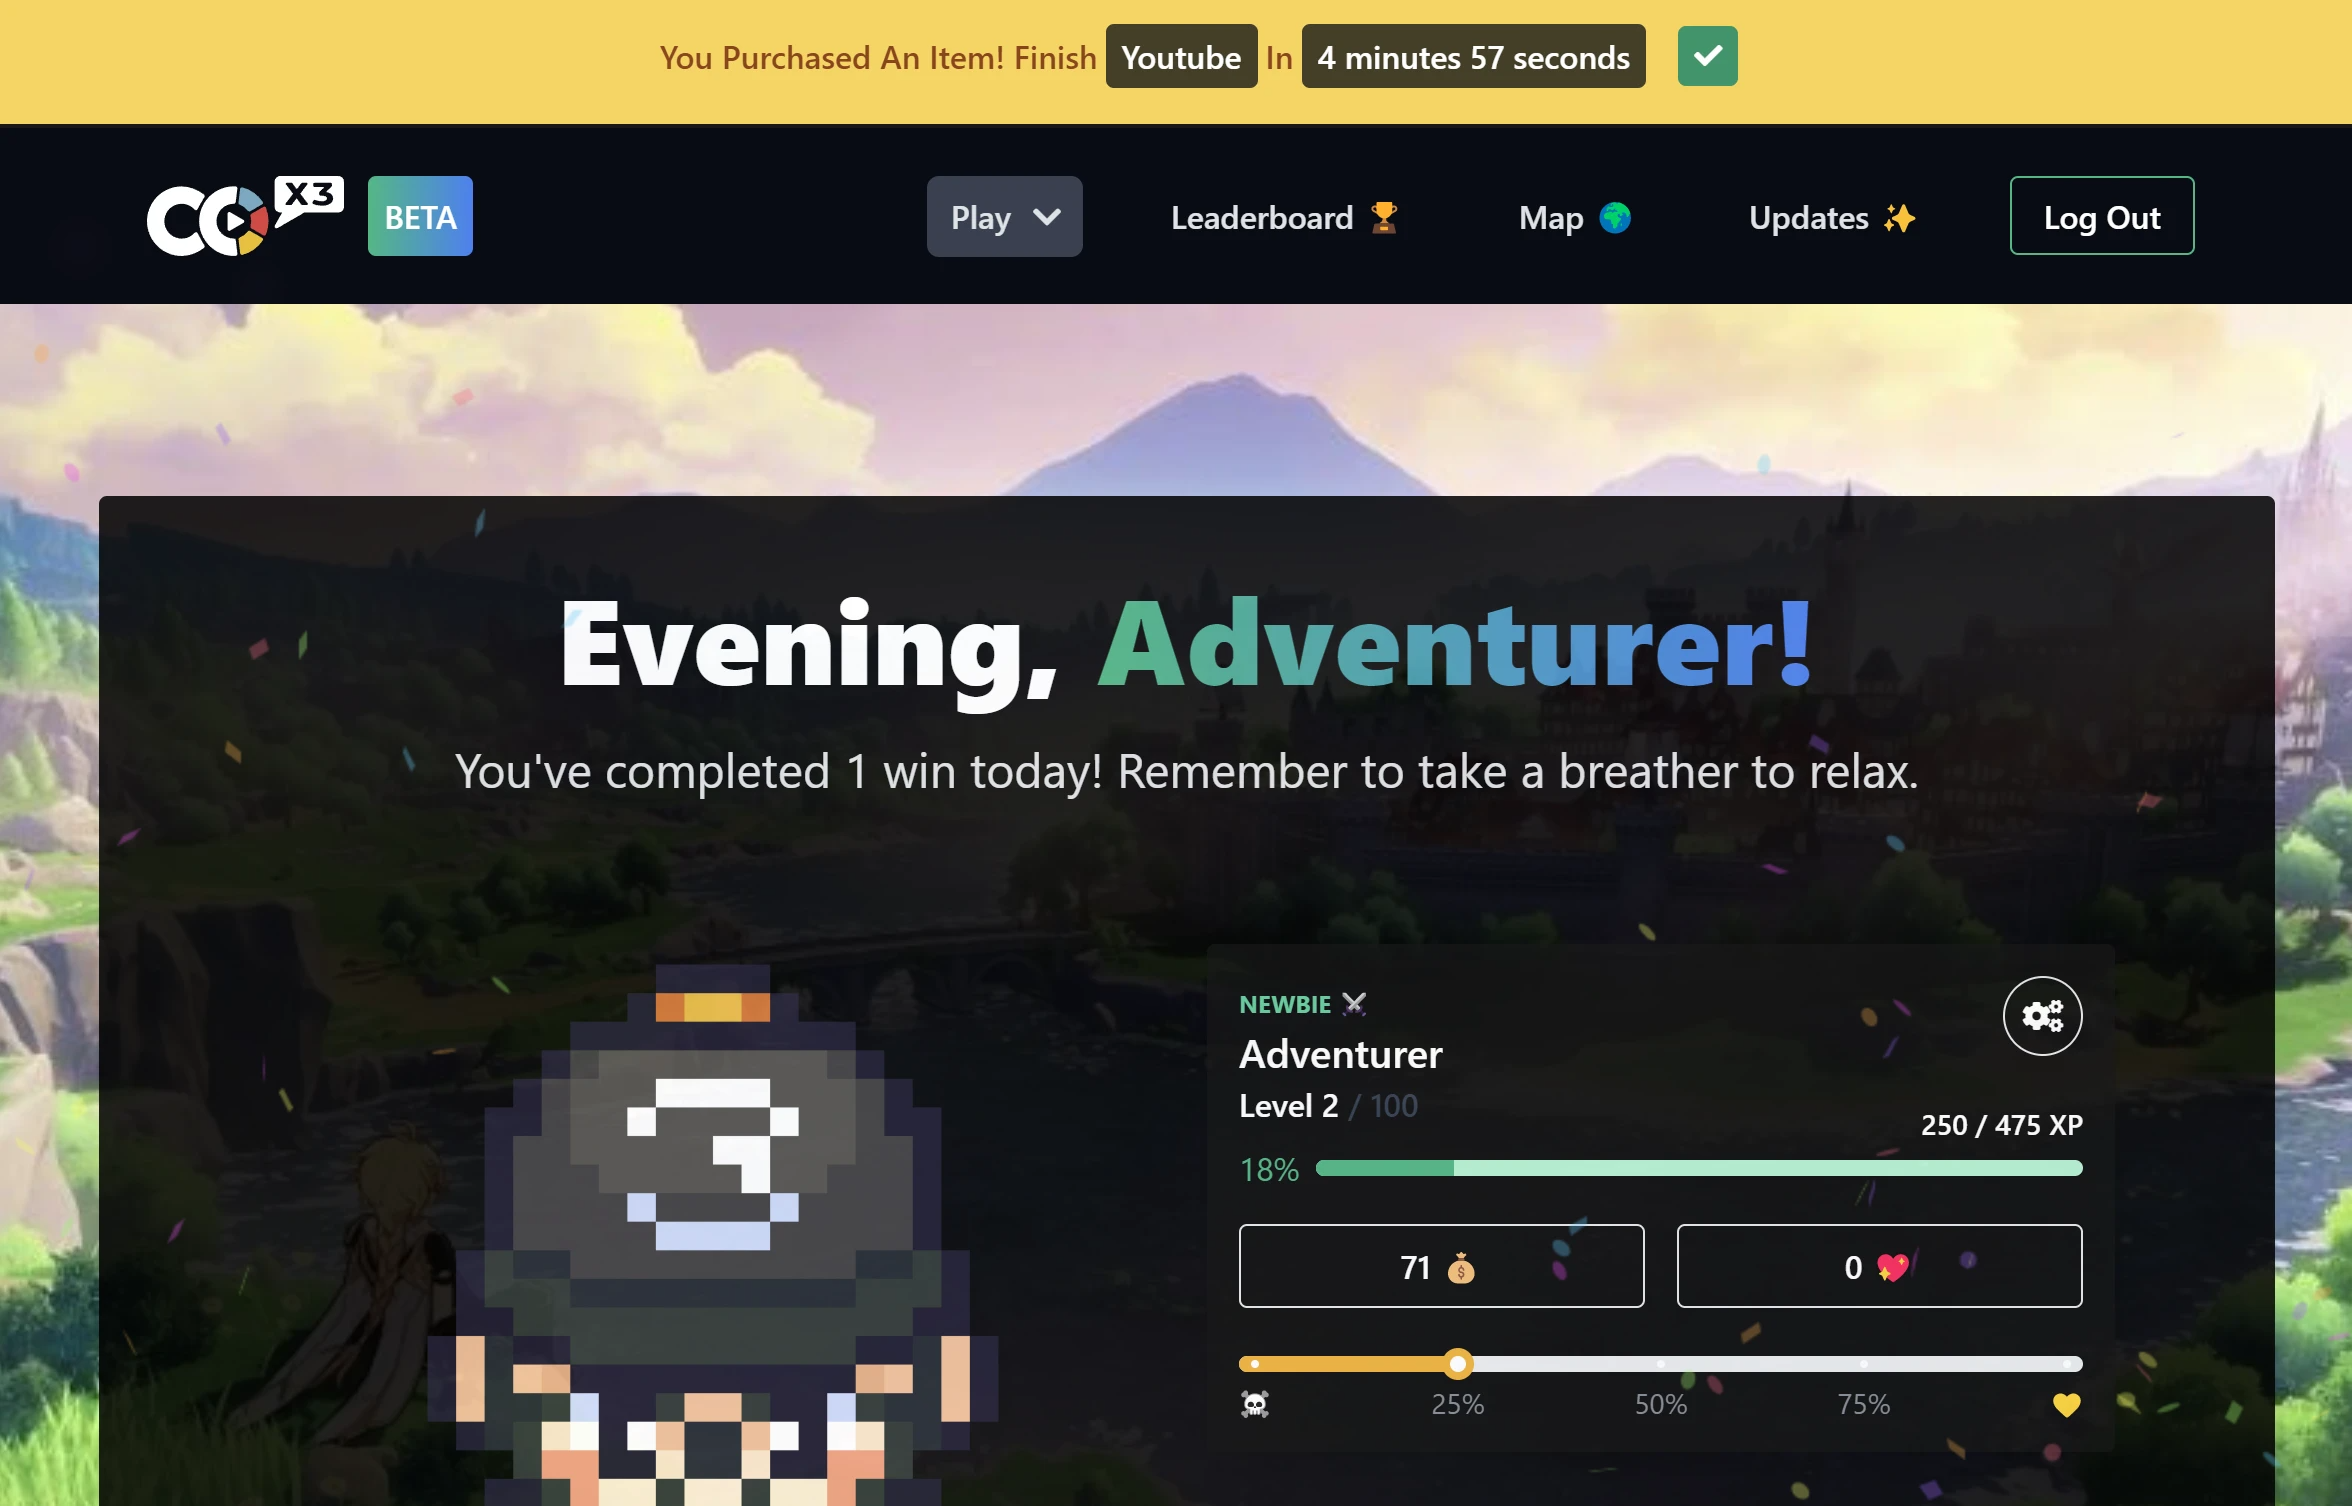 You Purchased An Item! Finish Youtube In 4 minutes 57 seconds
CO X3 BETA Play Leaderboard Map Updates Log Out
Evening, Adventurer!
You've completed 1 win today! Remember to take a breather to relax.
NEWBIE
Adventurer
Level 2 / 100
250 / 475 XP
18%
71 0
25% 50% 75%